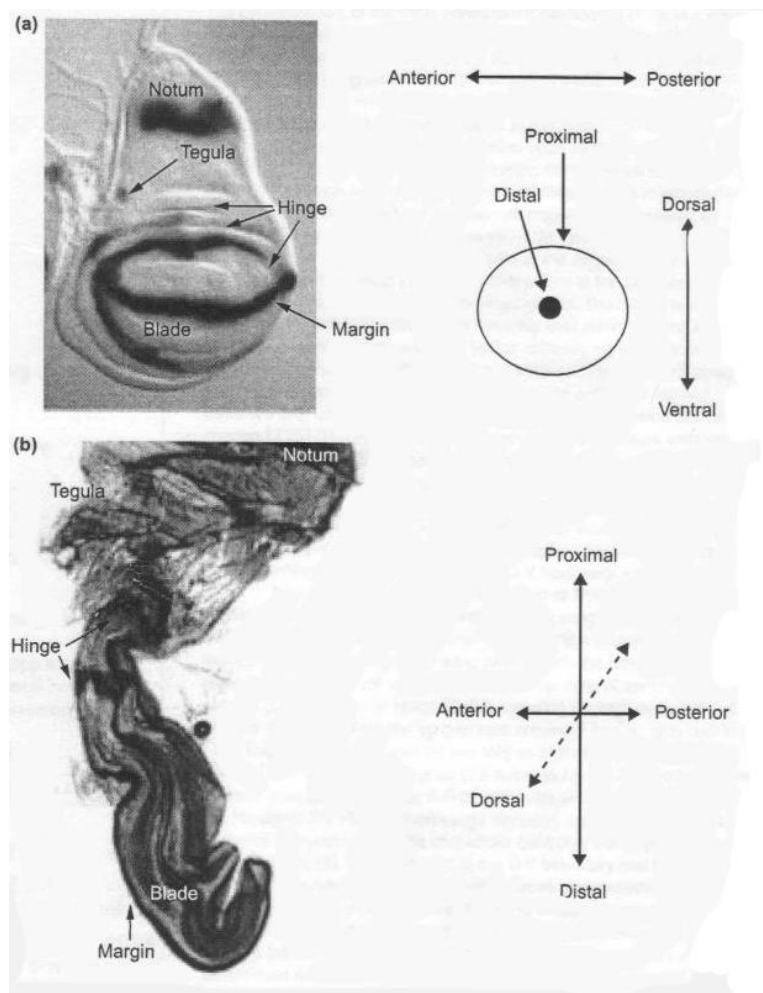 (a)
Notum
Tegula
Hinge
Blade
Margin
Anterior
Posterior
Proximal
Distal
Dorsal
Ventral
(b)
Notum
Tegula
Hinge
Blade
Margin
Proximal
Anterior
Posterior
Dorsal
Distal